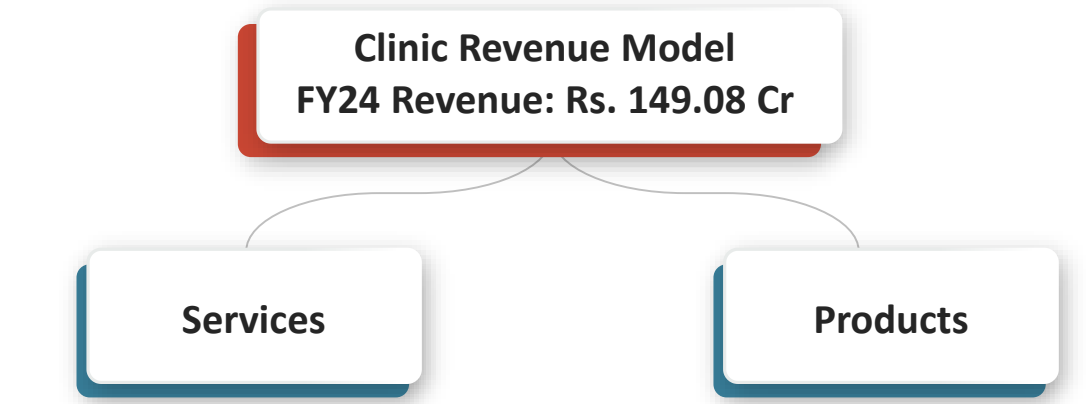 Clinic Revenue Model
FY24 Revenue: Rs. 149.08 Cr
Services
Products